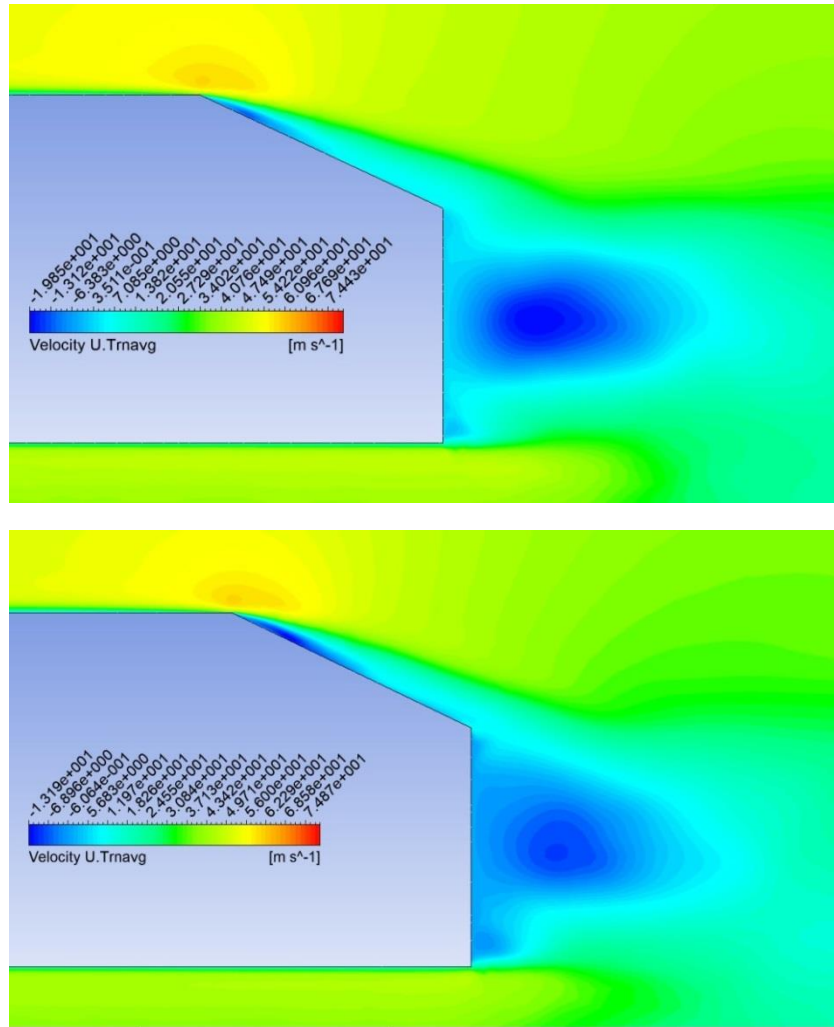 -1.985e+001
-1.312e+001
-6.383e+000
3.511e-001
7.085e+000
1.382e+001
2.055e+001
2.729e+001
3.402e+001
4.076e+001
4.749e+001
5.422e+001
6.096e+001
6.769e+001
7.443e+001
Velocity U.Trnavg [m s^-1]
-1.319e+001
-6.896e+000
-6.064e-001
5.683e+000
1.197e+001
1.826e+001
2.455e+001
3.084e+001
3.713e+001
4.342e+001
4.971e+001
5.600e+001
6.229e+001
6.858e+001
7.487e+001
Velocity U.Trnavg [m s^-1]